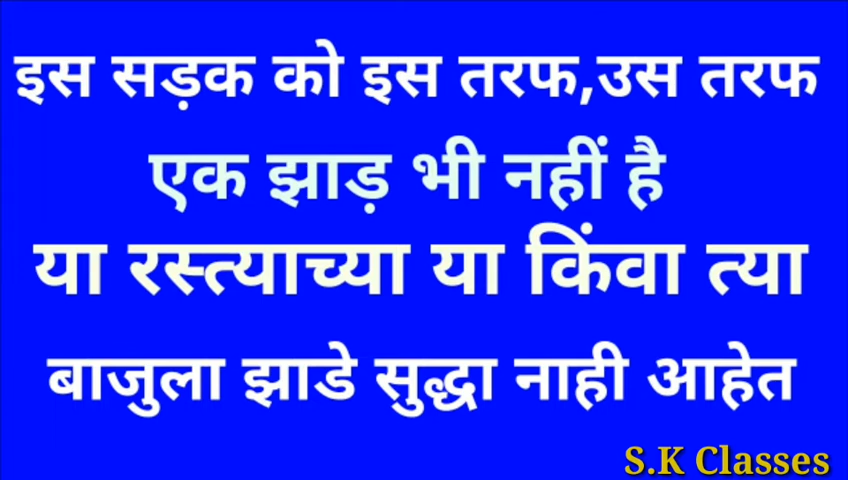 इस सड़क को इस तरफ,उस तरफ
एक झाड़ भी नहीं है
या रस्त्याच्या या किंवा त्या
बाजुला झाडे सुद्धा नाही आहेत
S.K Classes